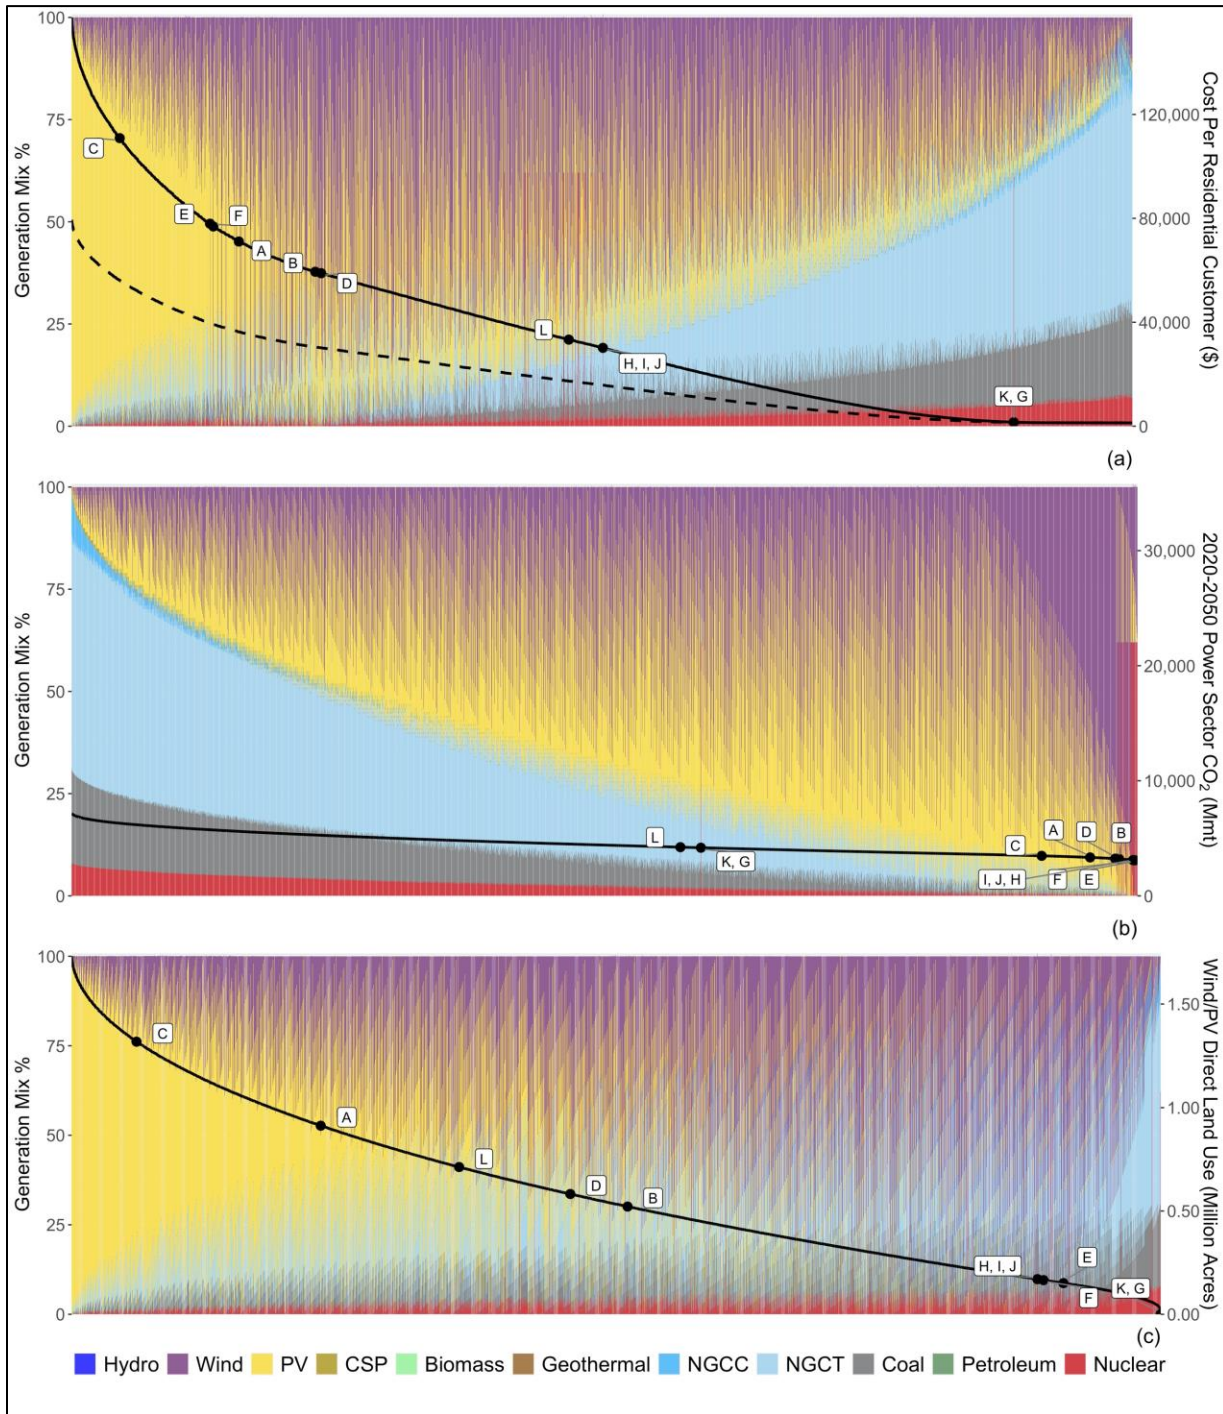 Generation Mix %
100
75
50
25
0
C
E
F
A
B
D
L
H, I, J
K, G
120,000
80,000
40,000
0
Cost Per Residential Customer ($)
(a)
Generation Mix %
100
75
50
25
0
L
K, G
C
A
D
B
I, J, H
F
E
30,000
20,000
10,000
0
2020-2050 Power Sector CO₂ (Mmt)
(b)
Generation Mix %
100
75
50
25
0
C
A
L
D
B
H, I, J
E
F
K, G
1.50
1.00
0.50
0.00
Wind/PV Direct Land Use (Million Acres)
(c)
Hydro Wind PV CSP Biomass Geothermal NGCC NGCT Coal Petroleum Nuclear